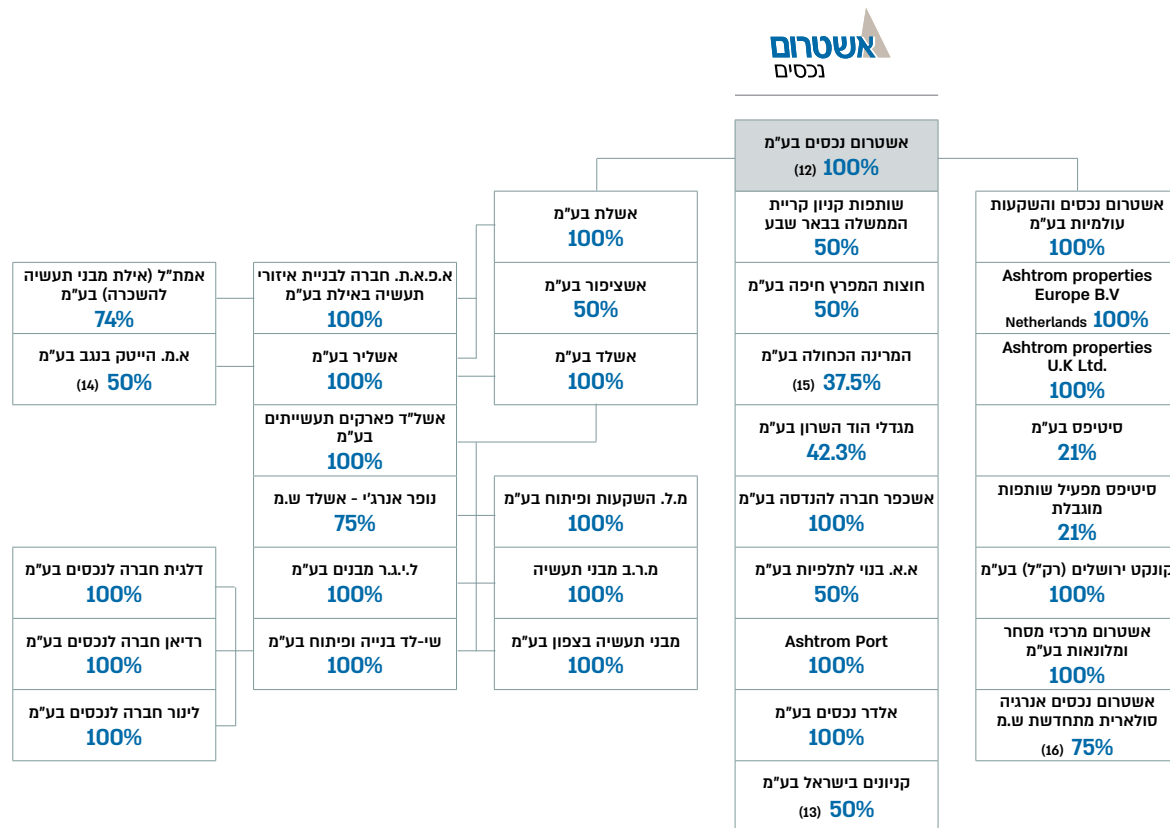 אשטרום
נכסים
אשטרום נכסים בע"מ
100% (12)
אשטרום נכסים והשקעות
עולמיות בע"מ
100%
Ashtrom properties
Europe B.V
Netherlands 100%
Ashtrom properties
U.K Ltd.
100%
סיטיפס בע"מ
21%
סיטיפס מפעיל שותפות
מוגבלת
21%
קונקט ירושלים (רק"ל) בע"מ
100%
אשטרום מרכזי מסחר
ומלונאות בע"מ
100%
אשטרום נכסים אנרגיה
סולארית מתחדשת ש.מ
75% (16)
שותפות קניון קריית
הממשלה בבאר שבע
50%
חוצות המפרץ חיפה בע"מ
50%
המרינה הכחולה בע"מ
37.5% (15)
מגדלי הוד השרון בע"מ
42.3%
אשכפר חברה להנדסה בע"מ
100%
א.א. בנוי לתלפיות בע"מ
50%
Ashtrom Port
100%
אלדר נכסים בע"מ
100%
קניונים בישראל בע"מ
50% (13)
אשלת בע"מ
100%
אשציפור בע"מ
50%
אשלד בע"מ
100%
מ.ל. השקעות ופיתוח בע"מ
100%
מ.ר.ב מבני תעשיה
100%
מבני תעשיה בצפון בע"מ
100%
א.פ.א.ת. חברה לבניית איזורי
תעשיה באילת בע"מ
100%
אשליר בע"מ
100%
אשל"ד פארקים תעשייתים
בע"מ
100%
נופר אנרג'י - אשלד ש.מ
75%
ל.י.ג.ר מבנים בע"מ
100%
שי-לד בנייה ופיתוח בע"מ
100%
אמת"ל (אילת מבני תעשיה
להשכרה) בע"מ
74%
א.מ. הייטק בנגב בע"מ
50% (14)
דלגית חברה לנכסים בע"מ
100%
רדיאן חברה לנכסים בע"מ
100%
לינור חברה לנכסים בע"מ
100%